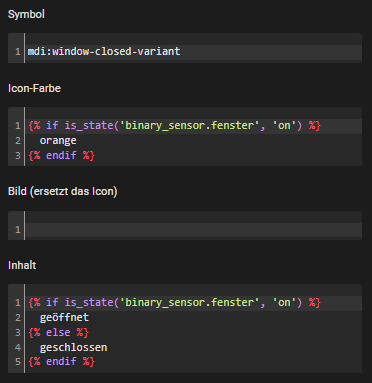 Symbol
1 mdi:window-closed-variant
Icon-Farbe
1 {% if is_state('binary_sensor.fenster', 'on') %}
2   orange
3 {% endif %}
Bild (ersetzt das Icon)
1
Inhalt
1 {% if is_state('binary_sensor.fenster', 'on') %}
2   geöffnet
3 {% else %}
4   geschlossen
5 {% endif %}